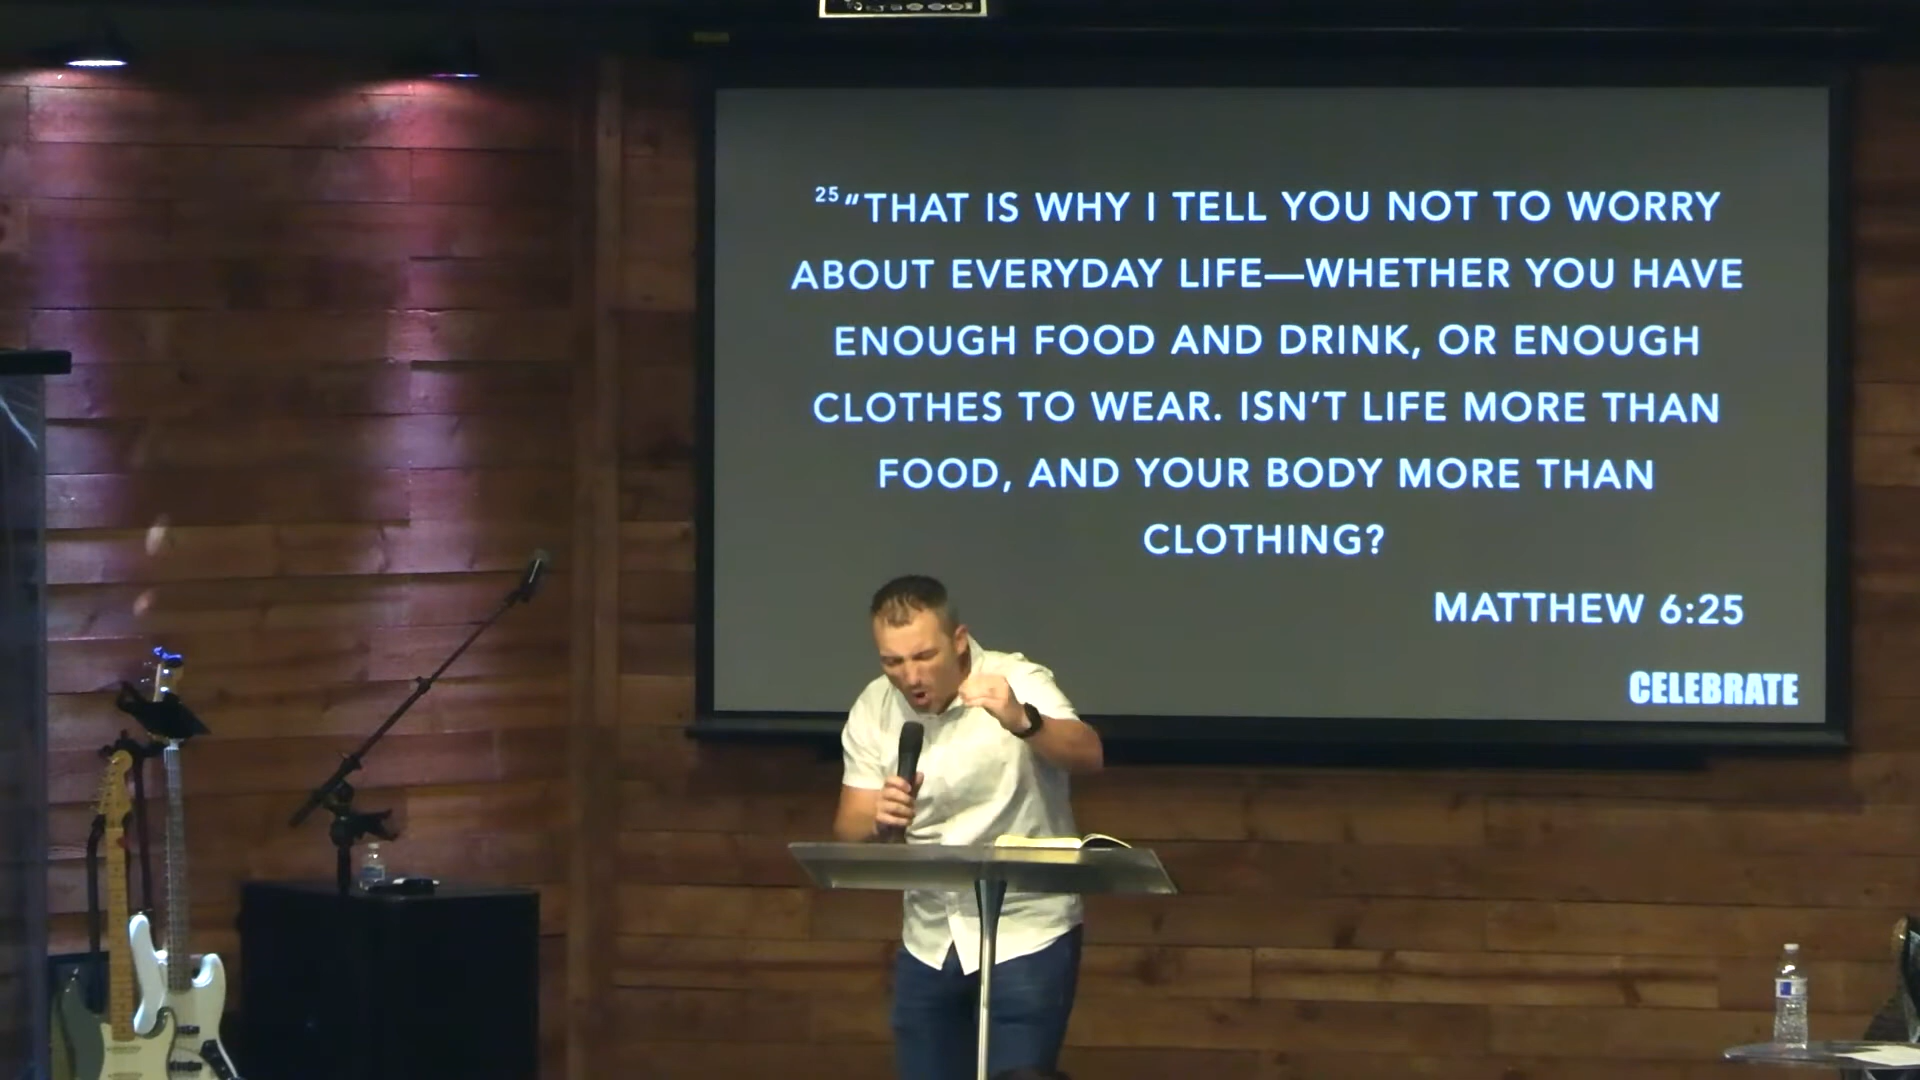 25 "THAT IS WHY I TELL YOU NOT TO WORRY
ABOUT EVERYDAY LIFE—WHETHER YOU HAVE
ENOUGH FOOD AND DRINK, OR ENOUGH
CLOTHES TO WEAR. ISN'T LIFE MORE THAN
FOOD, AND YOUR BODY MORE THAN
CLOTHING?
MATTHEW 6:25
CELEBRATE